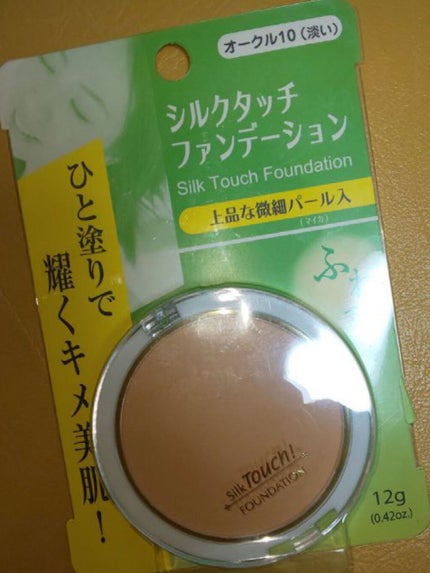 オークル10(淡い)
シルクタッチ
ファンデーション
Silk Touch Foundation
上品な微細パール入
(マイカ)
ひと塗りで
耀くキメ美肌!
ふ
silk Touch!
FOUNDATION
12g
(0.42oz.)